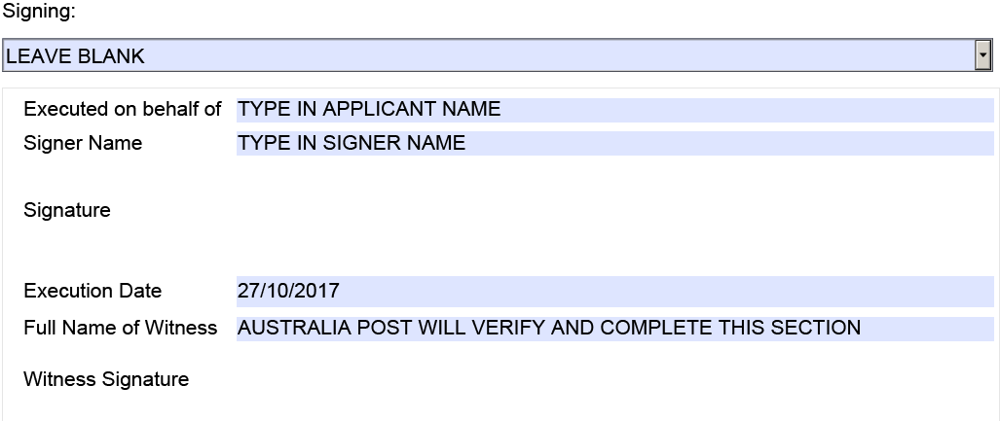 Signing:
LEAVE BLANK
Executed on behalf of TYPE IN APPLICANT NAME
Signer Name TYPE IN SIGNER NAME
Signature
Execution Date 27/10/2017
Full Name of Witness AUSTRALIA POST WILL VERIFY AND COMPLETE THIS SECTION
Witness Signature